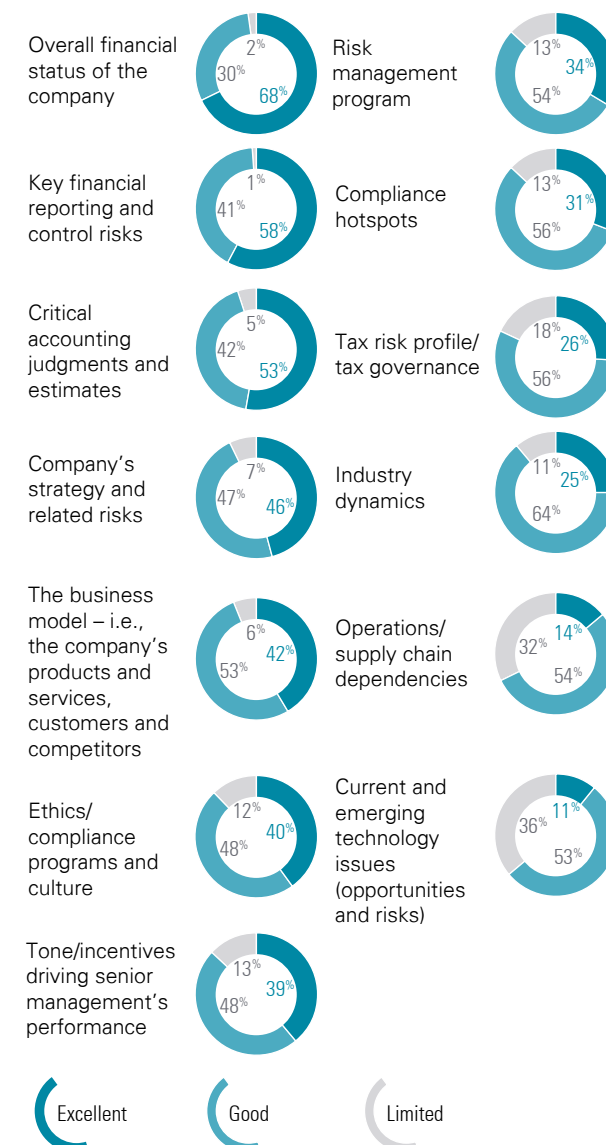 Overall financial
status of the
company
2%
30%
68%
Key financial
reporting and
control risks
1%
41%
58%
Critical
accounting
judgments and
estimates
5%
42%
53%
Company's
strategy and
related risks
7%
47%
46%
The business
model – i.e.,
the company's
products and
services,
customers and
competitors
6%
53%
42%
Ethics/
compliance
programs and
culture
12%
48%
40%
Tone/incentives
driving senior
management's
performance
13%
48%
39%
Risk
management
program
13%
34%
54%
Compliance
hotspots
13%
31%
56%
Tax risk profile/
tax governance
18%
26%
56%
Industry
dynamics
11%
25%
64%
Operations/
supply chain
dependencies
32%
14%
54%
Current and
emerging
technology
issues
(opportunities
and risks)
36%
11%
53%
Excellent
Good
Limited